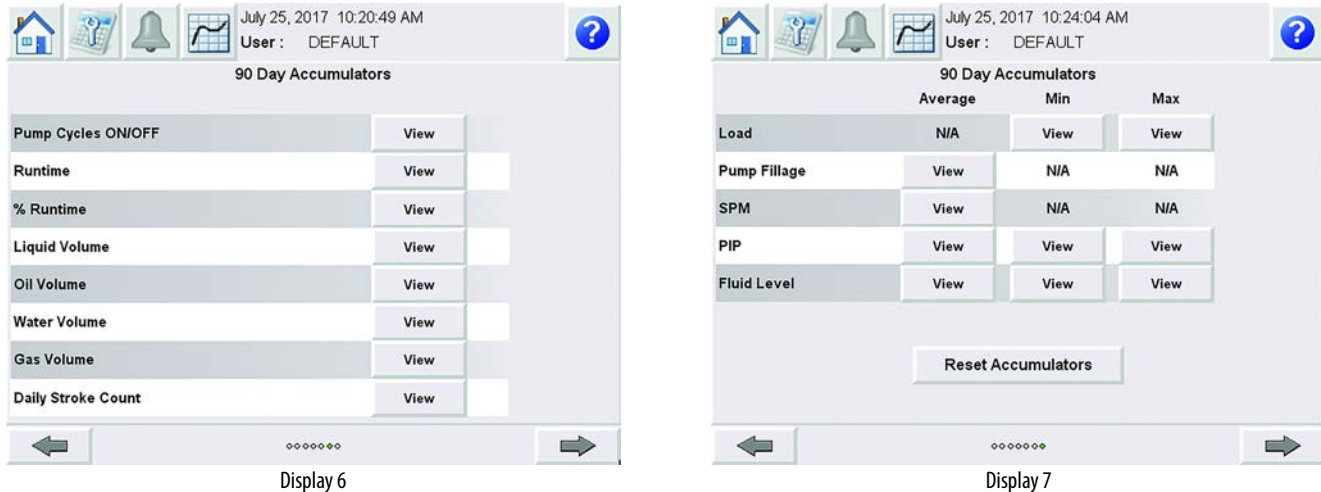 July 25, 2017 10:20:49 AM
User : DEFAULT
?
90 Day Accumulators
Pump Cycles ON/OFF View
Runtime View
% Runtime View
Liquid Volume View
Oil Volume View
Water Volume View
Gas Volume View
Daily Stroke Count View
Display 6
July 25, 2017 10:24:04 AM
User : DEFAULT
?
90 Day Accumulators
Average Min Max
Load N/A View View
Pump Fillage View N/A N/A
SPM View N/A N/A
PIP View View View
Fluid Level View View View
Reset Accumulators
Display 7